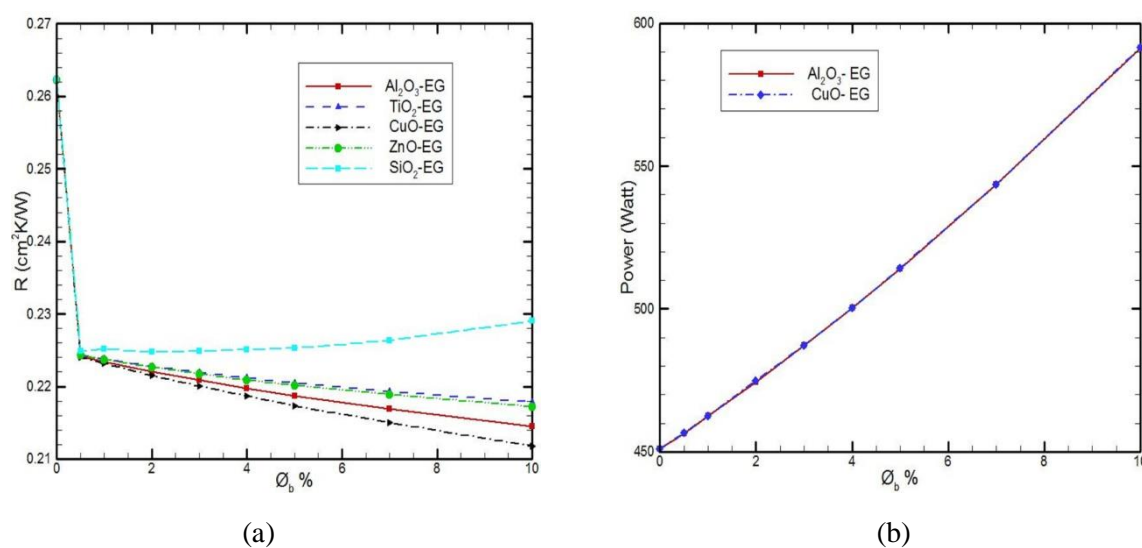 0.27
0.26
0.25
0.24
0.23
0.22
0.21
R (cm²K/W)
Al₂O₃-EG
TiO₂-EG
CuO-EG
ZnO-EG
SiO₂-EG
0 2 4 6 8 10
Ø_b %
(a)
600
550
500
450
Power (Watt)
Al₂O₃- EG
CuO- EG
0 2 4 6 8 10
Ø_b %
(b)